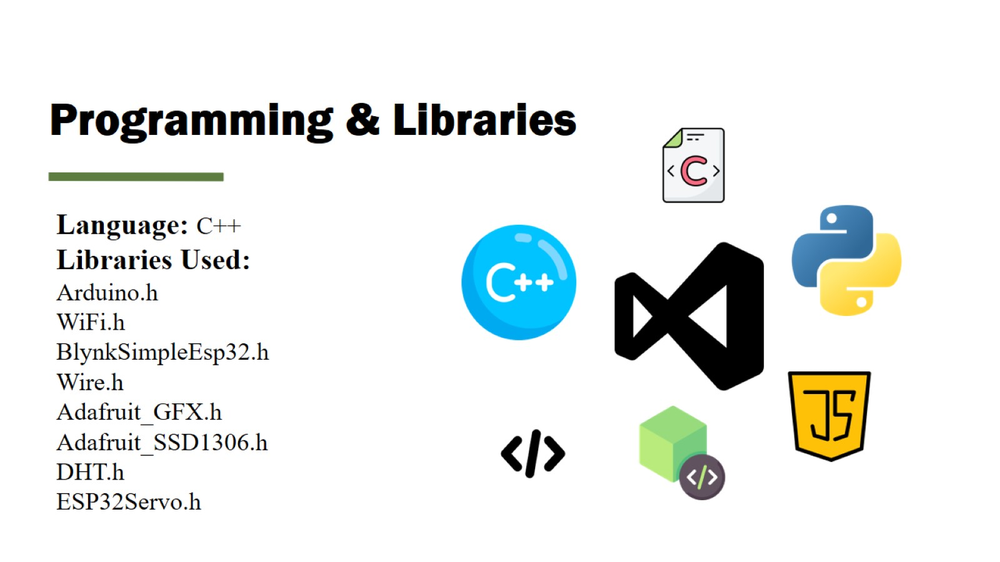 Programming & Libraries
Language: C++
Libraries Used:
Arduino.h
WiFi.h
BlynkSimpleEsp32.h
Wire.h
Adafruit_GFX.h
Adafruit_SSD1306.h
DHT.h
ESP32Servo.h
<C>
C++
JS
</>
</>